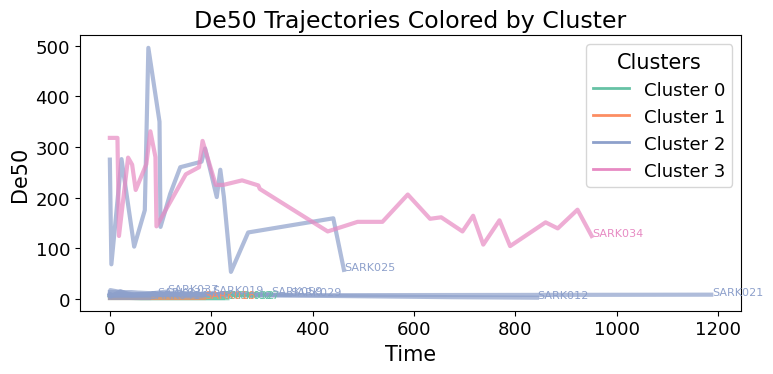 De50 Trajectories Colored by Cluster
De50
500
400
300
200
100
0
Clusters
Cluster 0
Cluster 1
Cluster 2
Cluster 3
SARK034
SARK025
SARK021
SARK019
SARK029
SARK012
0
200
400
600
800
1000
1200
Time